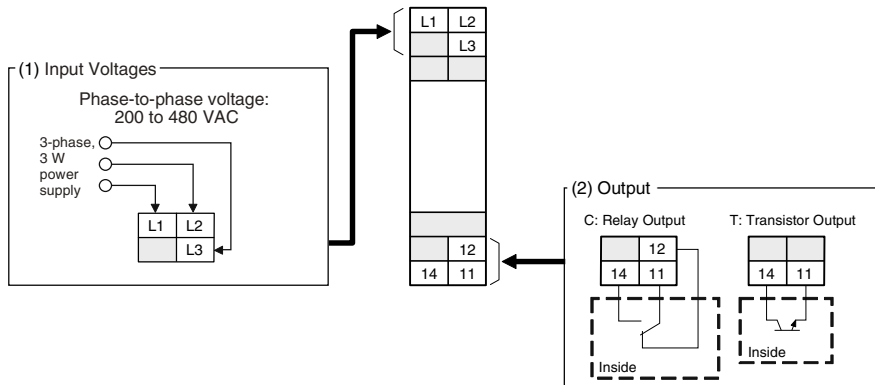 L1 L2
L3
(1) Input Voltages
Phase-to-phase voltage:
200 to 480 VAC
3-phase,
3 W
power
supply
L1 L2
L3
12
14 11
(2) Output
C: Relay Output
12
14 11
Inside
T: Transistor Output
14 11
Inside